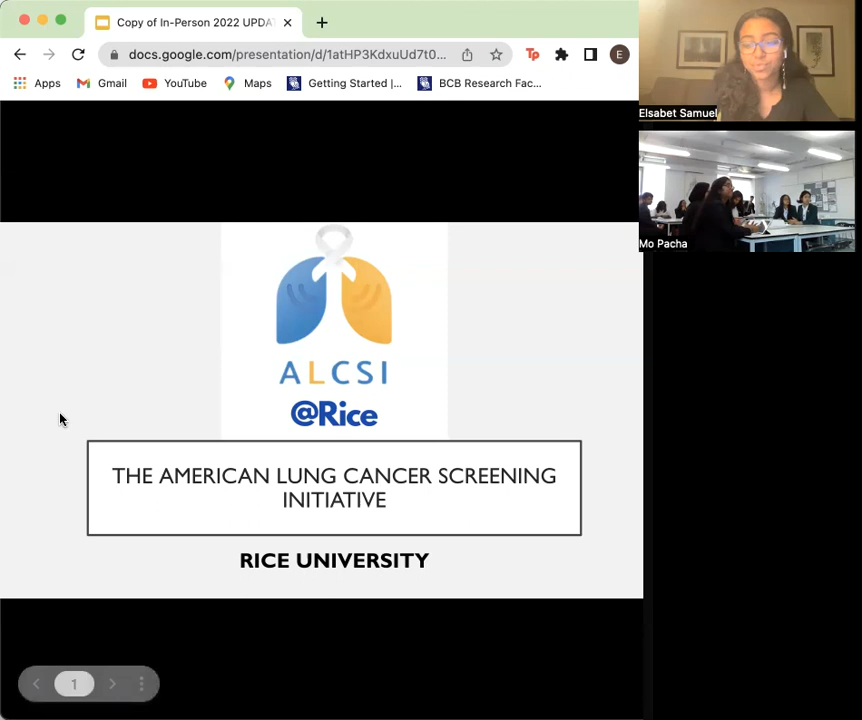 Copy of In-Person 2022 UPDA
docs.google.com/presentation/d/1atHP3KdxuUd7t0...
Tp
E
Apps
Gmail
YouTube
Maps
Getting Started |...
BCB Research Fac...
Elsabet Samuel
Mo Pacha
ALCSI
@Rice
THE AMERICAN LUNG CANCER SCREENING
INITIATIVE
RICE UNIVERSITY
1